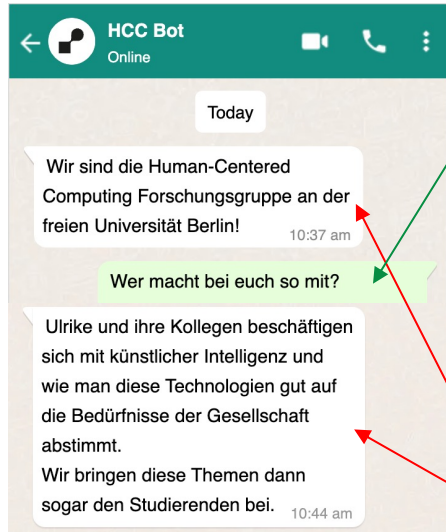 HCC Bot
Online
Today
Wir sind die Human-Centered
Computing Forschungsgruppe an der
freien Universität Berlin!
10:37 am
Wer macht bei euch so mit?
Ulrike und ihre Kollegen beschäftigen
sich mit künstlicher Intelligenz und
wie man diese Technologien gut auf
die Bedürfnisse der Gesellschaft
abstimmt.
Wir bringen diese Themen dann
sogar den Studierenden bei.
10:44 am